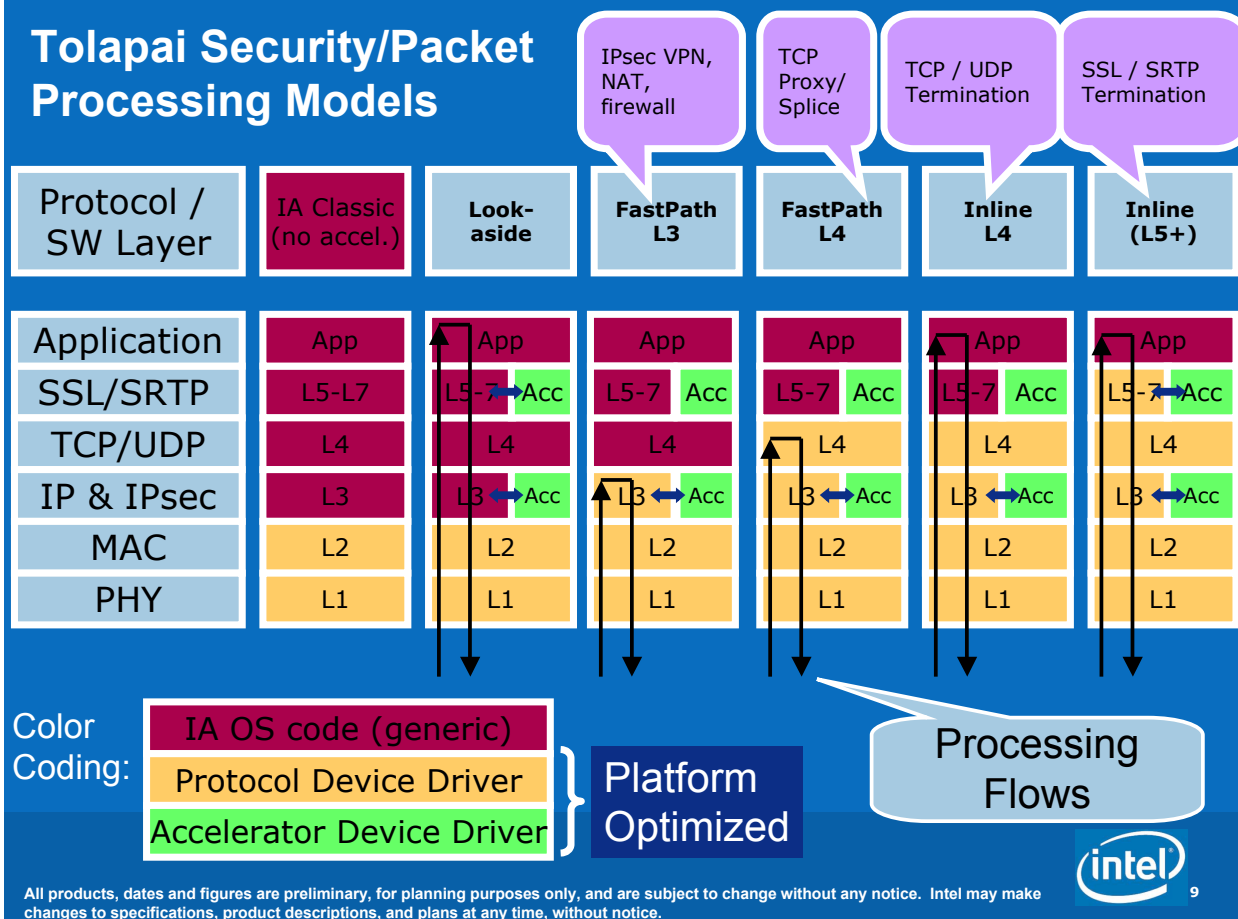 Tolapai Security/Packet
Processing Models
IPsec VPN,
NAT,
firewall
TCP
Proxy/
Splice
TCP / UDP
Termination
SSL / SRTP
Termination
Protocol /
SW Layer
IA Classic
(no accel.)
Look-
aside
FastPath
L3
FastPath
L4
Inline
L4
Inline
(L5+)
Application
App
App
App
App
App
App
SSL/SRTP
L5-L7
L5-7
Acc
L5-7
Acc
L5-7
Acc
L5-7
Acc
L5-7
Acc
TCP/UDP
L4
L4
L4
L4
L4
L4
IP & IPsec
L3
L3
Acc
L3
Acc
L3
Acc
L3
Acc
L3
Acc
MAC
L2
L2
L2
L2
L2
L2
PHY
L1
L1
L1
L1
L1
L1
Color
Coding:
IA OS code (generic)
Protocol Device Driver
Accelerator Device Driver
Platform
Optimized
Processing
Flows
intel
9
All products, dates and figures are preliminary, for planning purposes only, and are subject to change without any notice. Intel may make
changes to specifications, product descriptions, and plans at any time, without notice.